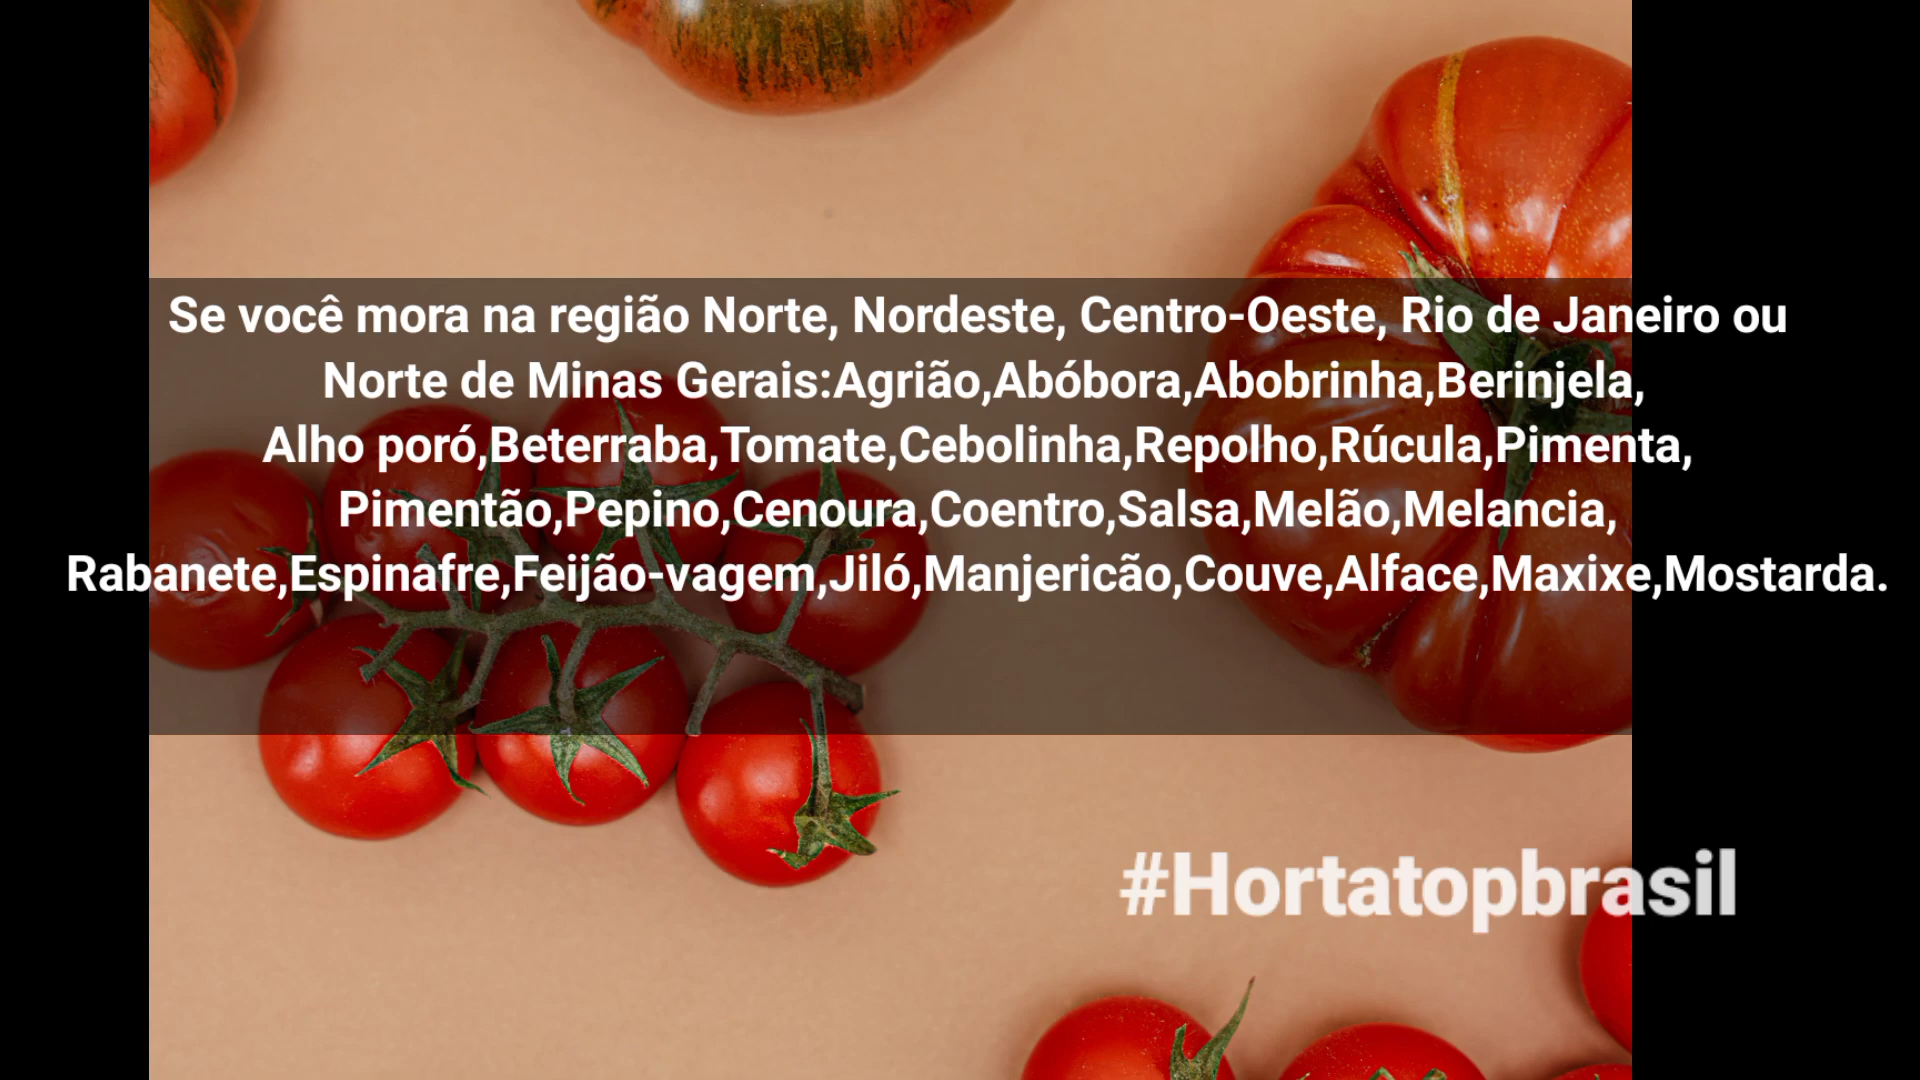 Se você mora na região Norte, Nordeste, Centro-Oeste, Rio de Janeiro ou
Norte de Minas Gerais:Agrião,Abóbora,Abobrinha,Berinjela,
Alho poró,Beterraba,Tomate,Cebolinha,Repolho,Rúcula,Pimenta,
Pimentão,Pepino,Cenoura,Coentro,Salsa,Melão,Melancia,
Rabanete,Espinafre,Feijão-vagem,Jiló,Manjericão,Couve,Alface,Maxixe,Mostarda.
#Hortatopbrasil